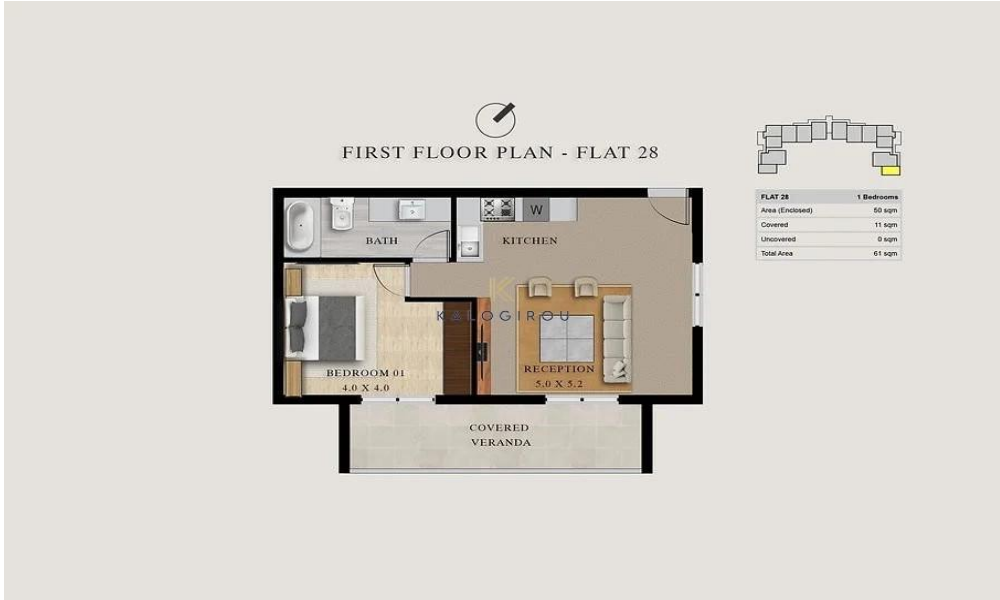 FIRST FLOOR PLAN - FLAT 28
FLAT 28 1 Bedrooms
Area (Enclosed) 50 sqm
Covered 11 sqm
Uncovered 0 sqm
Total Area 61 sqm
W
BATH
KITCHEN
K
KALOGIROU
BEDROOM 01
4.0 X 4.0
RECEPTION
5.0 X 5.2
COVERED
VERANDA